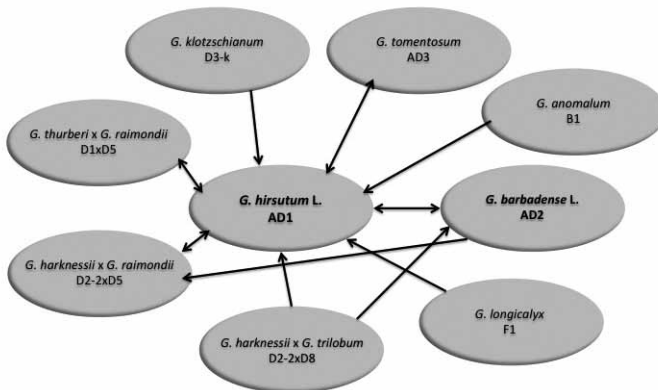 G. klotzschianum
D3-k
G. tomentosum
AD3
G. thurberi x G. raimondii
D1xD5
G. anomalum
B1
G. hirsutum L.
AD1
G. barbadense L.
AD2
G. harknessii x G. raimondii
D2-2xD5
G. harknessii x G. trilobum
D2-2xD8
G. longicalyx
F1